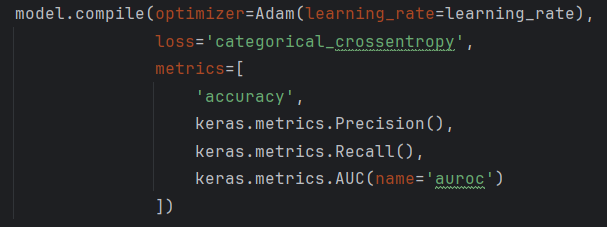 model.compile(optimizer=Adam(learning_rate=learning_rate),
loss='categorical_crossentropy',
metrics=[
'accuracy',
keras.metrics.Precision(),
keras.metrics.Recall(),
keras.metrics.AUC(name='auroc')
])